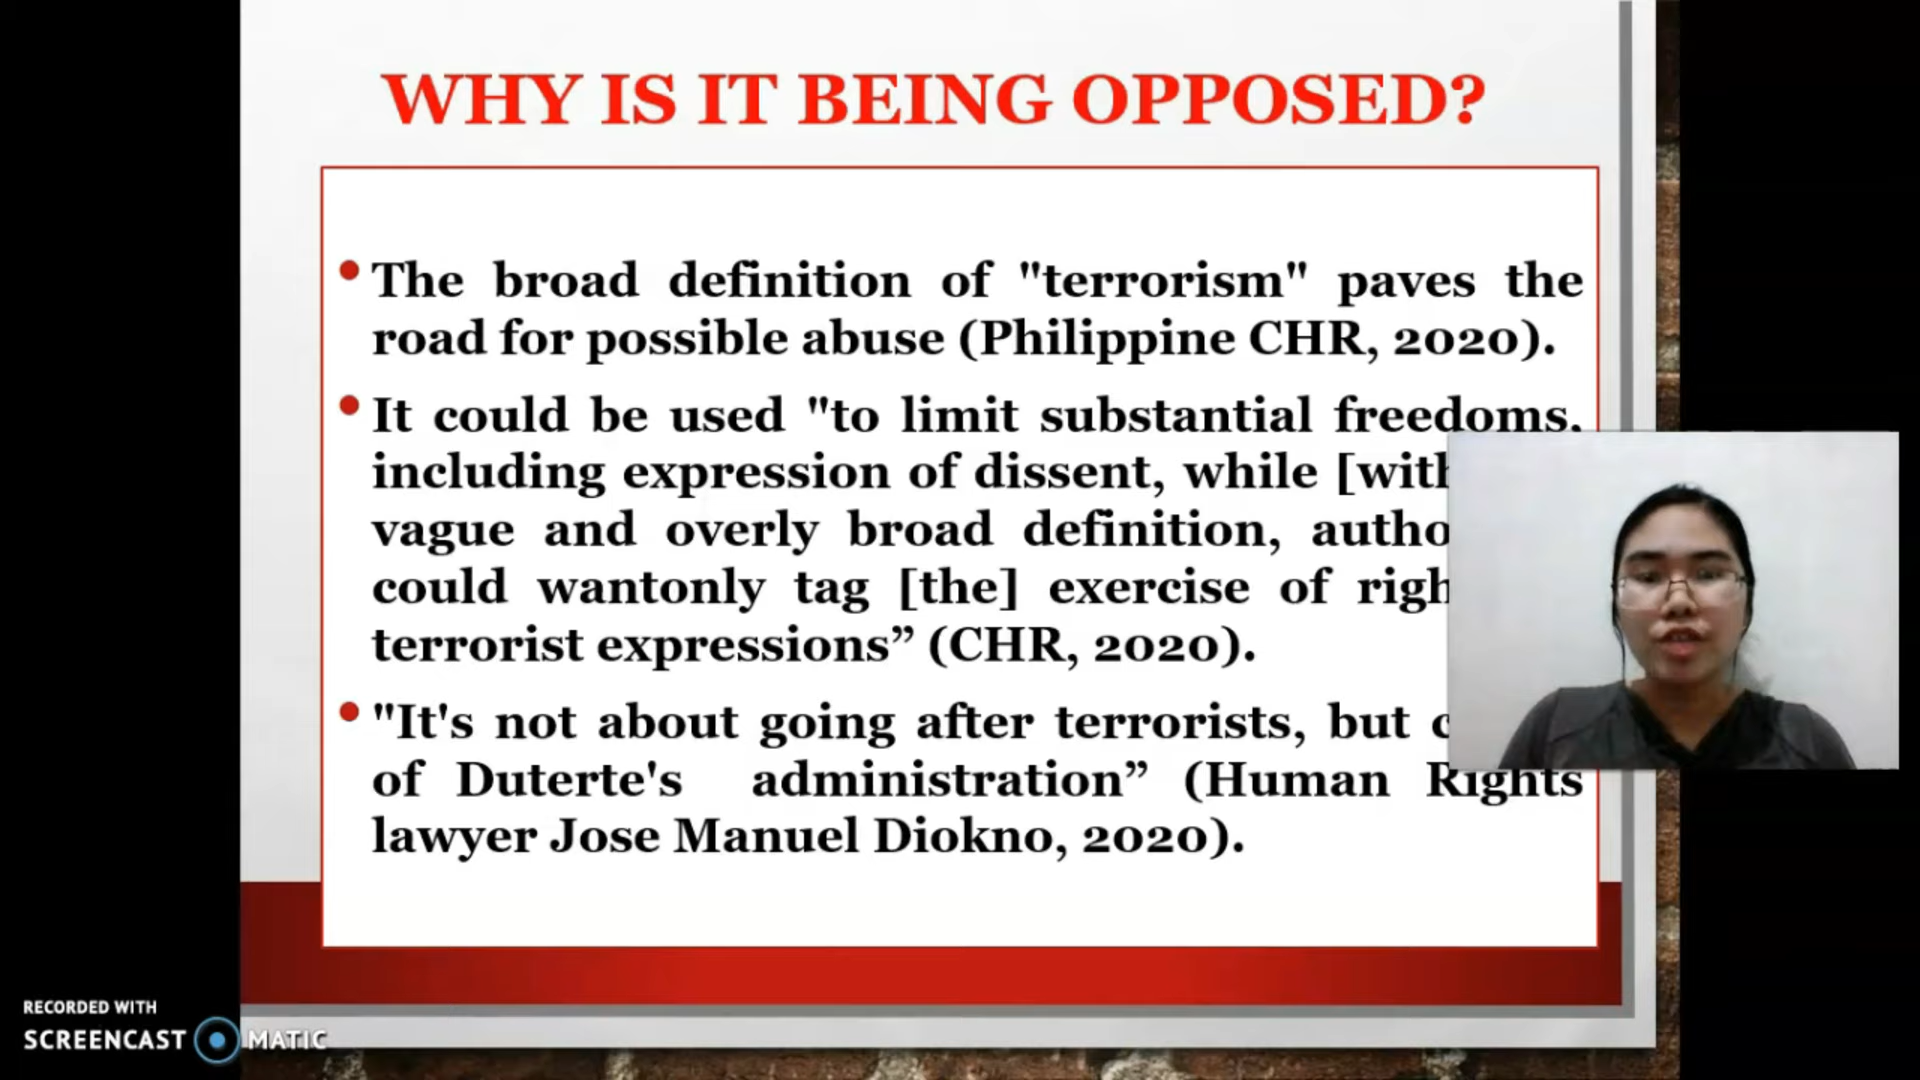 WHY IS IT BEING OPPOSED?
• The broad definition of "terrorism" paves the
road for possible abuse (Philippine CHR, 2020).
• It could be used "to limit substantial freedoms,
including expression of dissent, while
vague and overly broad definition,
could wantonly tag [the] exercise of
terrorist expressions” (CHR, 2020).
• "It's not about going after terrorists, but
of Duterte's administration” (Human Rights
lawyer Jose Manuel Diokno, 2020).
RECORDED WITH
SCREENCAST MATIC